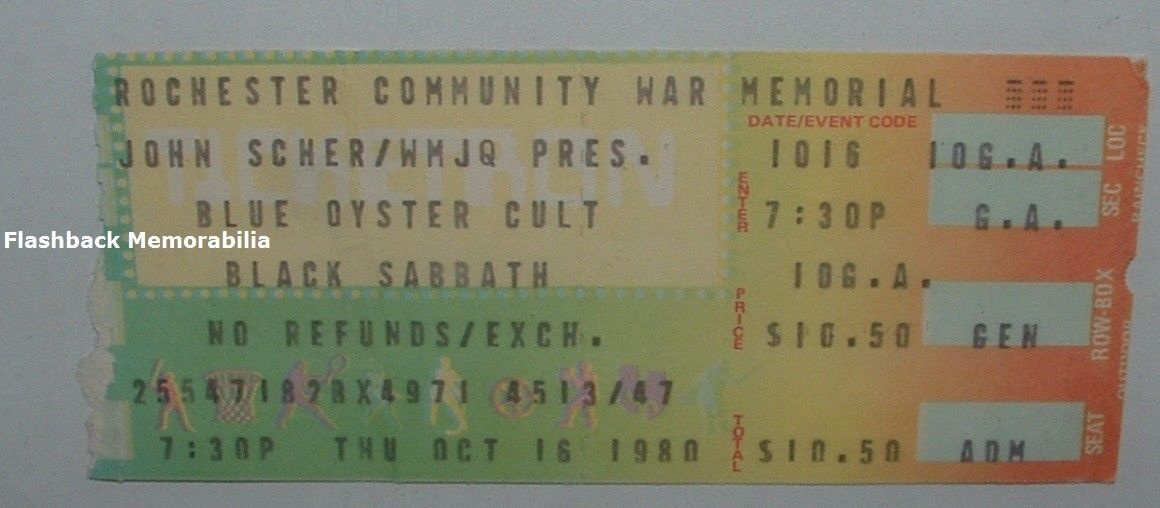 ROCHESTER COMMUNITY WAR MEMORIAL
DATE/EVENT CODE
JOHN SCHER/WMJQ PRES. 1016 10G.A. LOC
BLUE OYSTER CULT ENTER 7:30P G.A. SEC
RAINCHECK
Flashback Memorabilia
BLACK SABBATH 10G.A.
NO REFUNDS/EXCH. PRICE $10.50 GEN ROW-BOX
25547182BX4971 4513/47
7:30P THU OCT 16 1980 TOTAL $10.50 ADM SEAT
TICKETRON